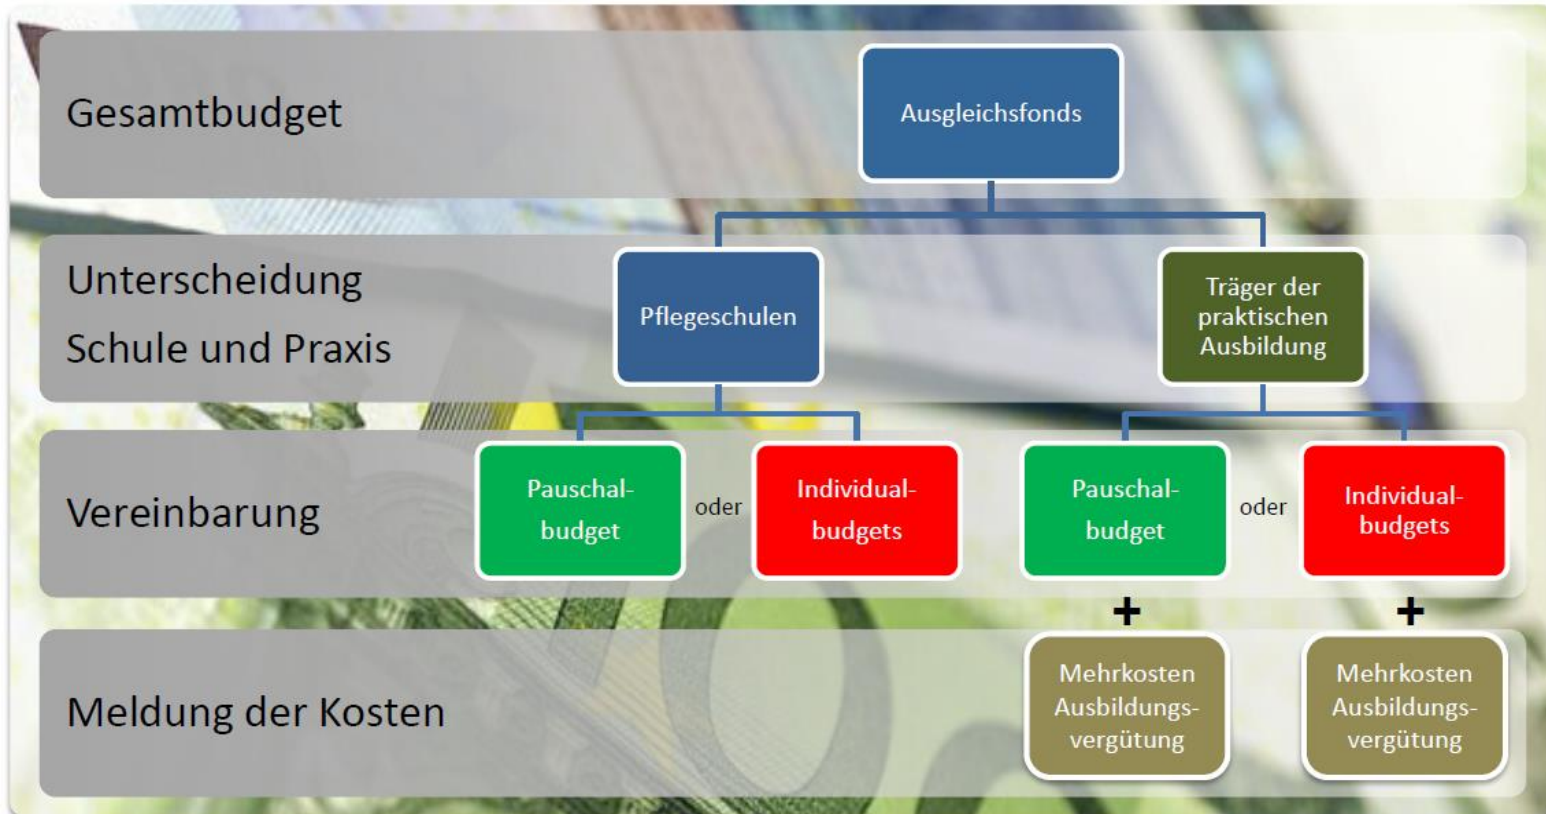 Gesamtbudget
Ausgleichsfonds
Unterscheidung
Schule und Praxis
Pflegeschulen
Träger der
praktischen
Ausbildung
Vereinbarung
Pauschal-
budget
oder
Individual-
budgets
Pauschal-
budget
oder
Individual-
budgets
+
+
Meldung der Kosten
Mehrkosten
Ausbildungs-
vergütung
Mehrkosten
Ausbildungs-
vergütung